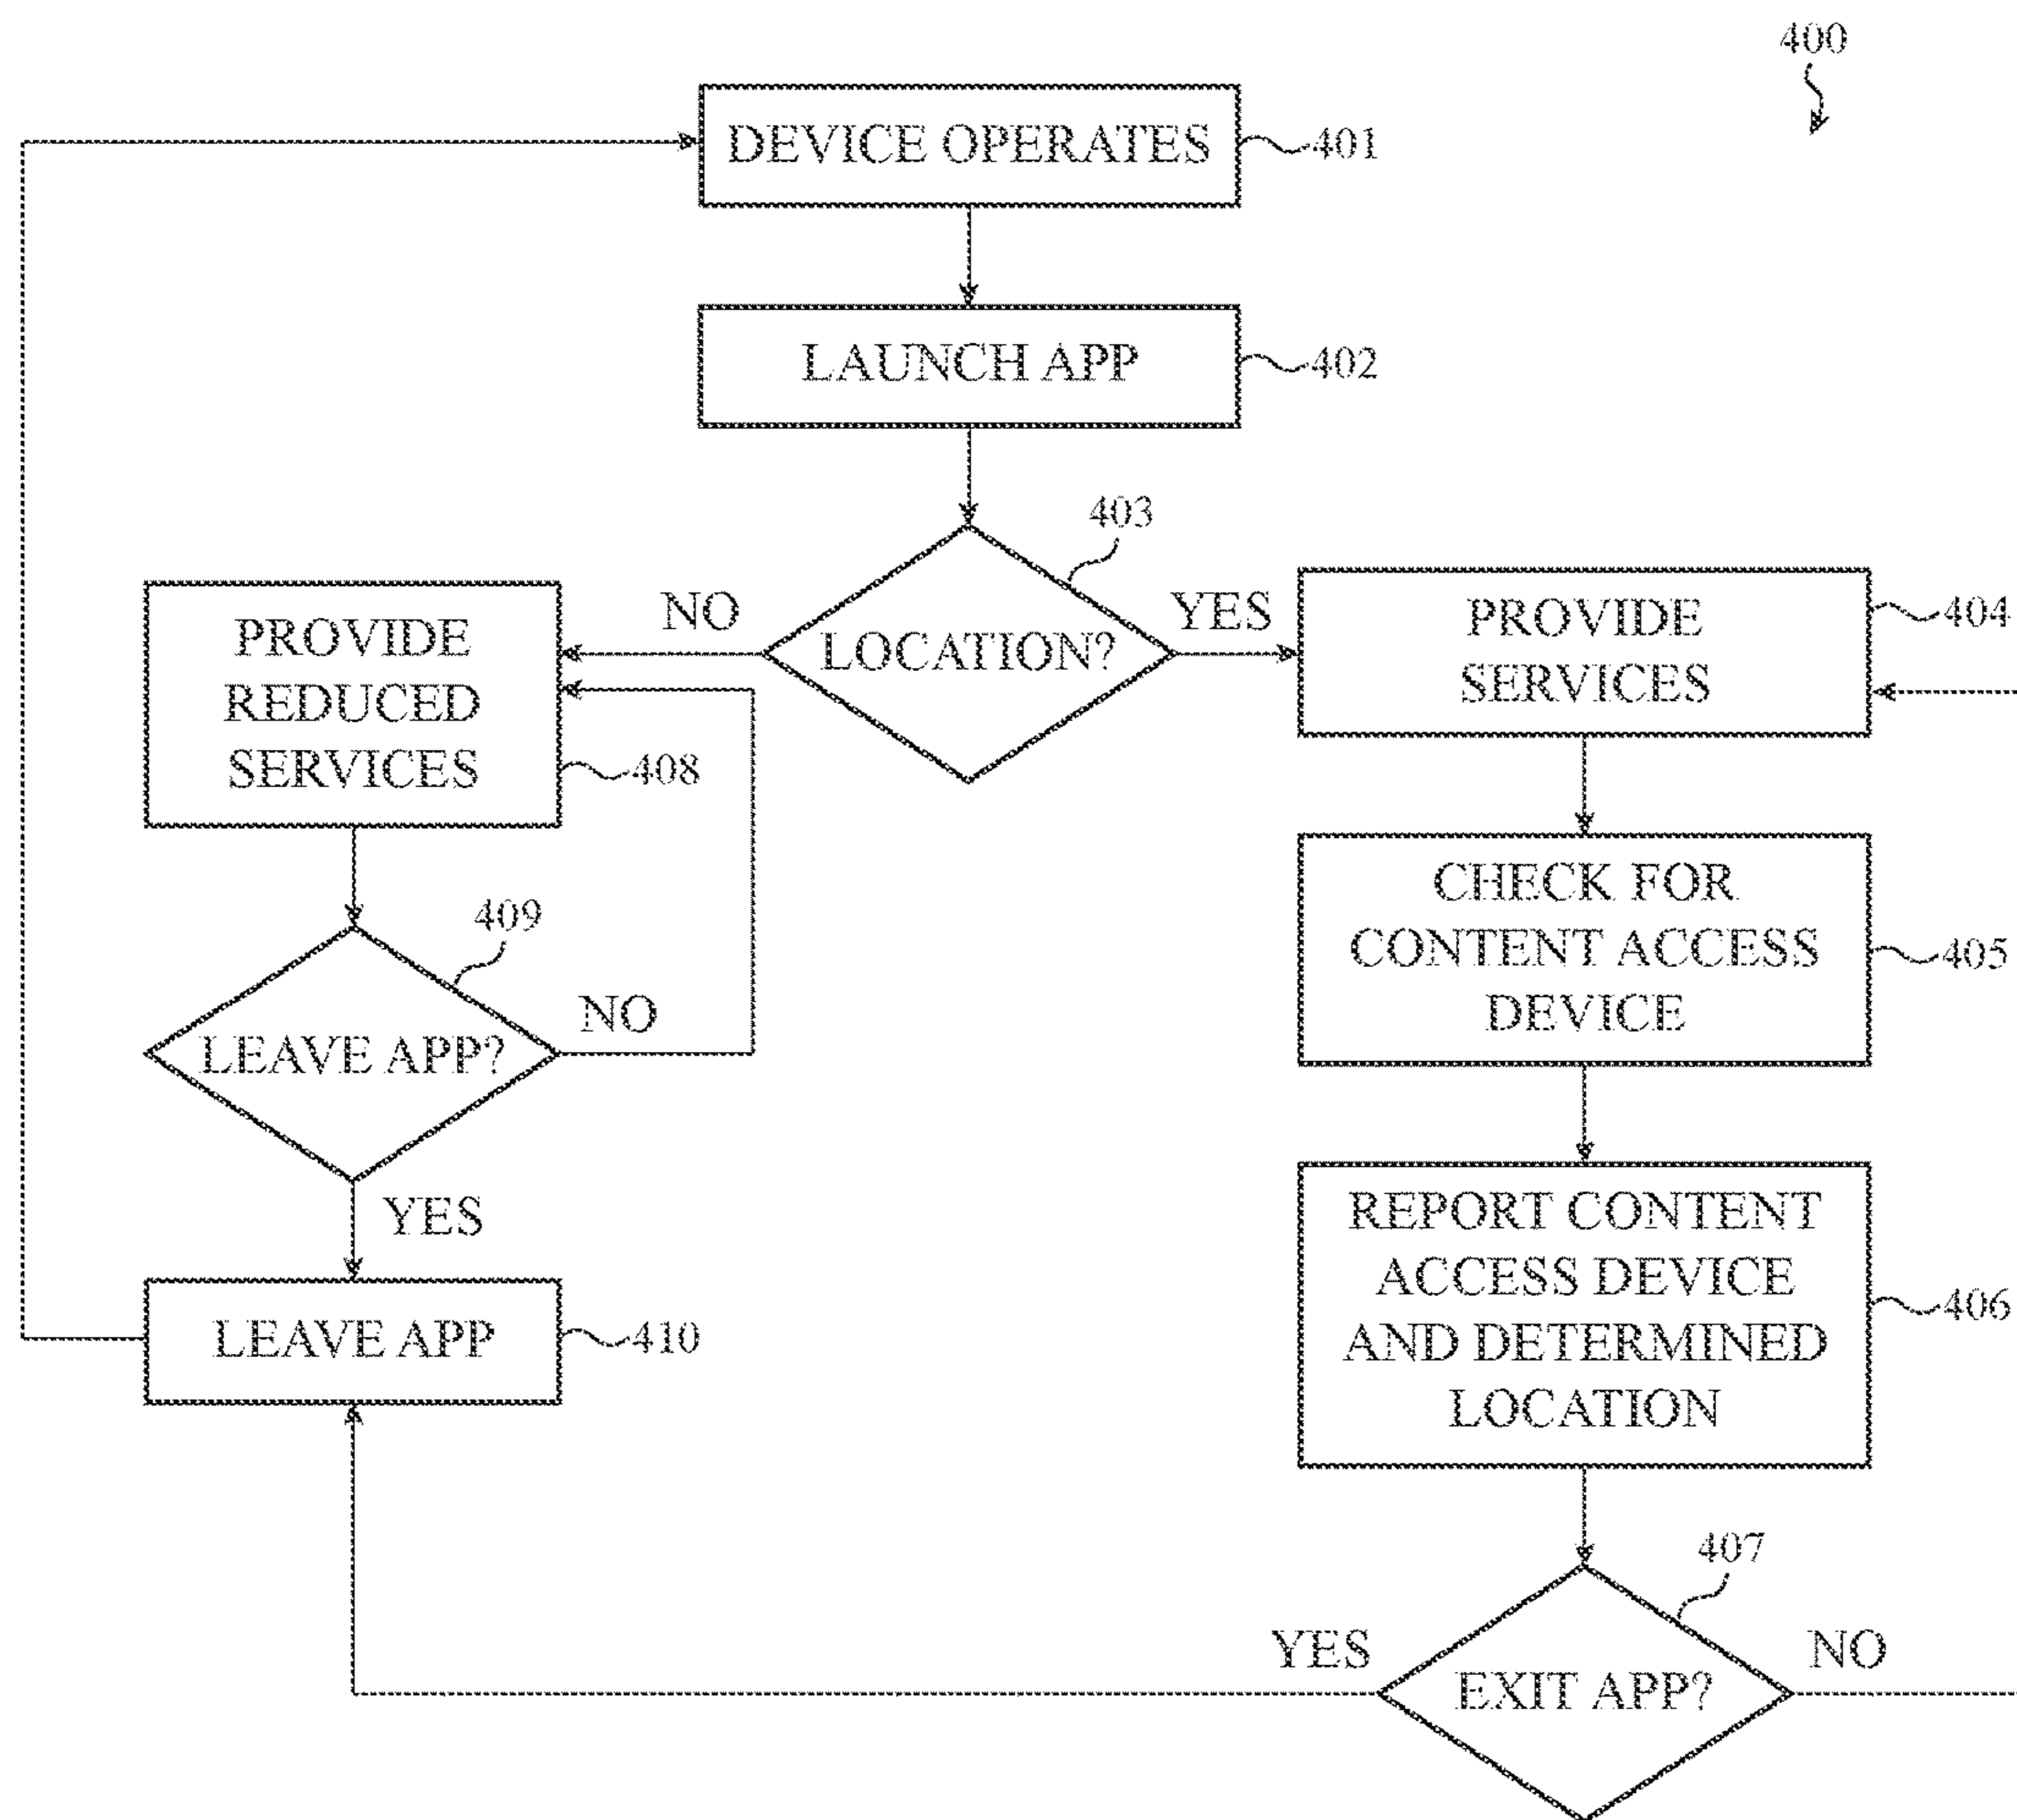 400
DEVICE OPERATES
401
LAUNCH APP
402
403
LOCATION?
NO
YES
PROVIDE
REDUCED
SERVICES
408
PROVIDE
SERVICES
404
LEAVE APP?
409
NO
YES
LEAVE APP
410
CHECK FOR
CONTENT ACCESS
DEVICE
405
REPORT CONTENT
ACCESS DEVICE
AND DETERMINED
LOCATION
406
407
EXIT APP?
YES
NO